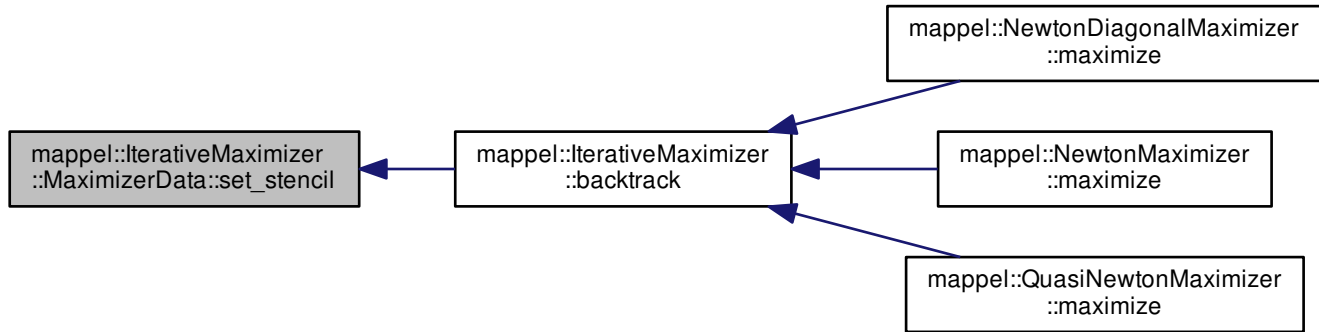 mappel::IterativeMaximizer
::MaximizerData::set_stencil
mappel::IterativeMaximizer
::backtrack
mappel::NewtonDiagonalMaximizer
::maximize
mappel::NewtonMaximizer
::maximize
mappel::QuasiNewtonMaximizer
::maximize